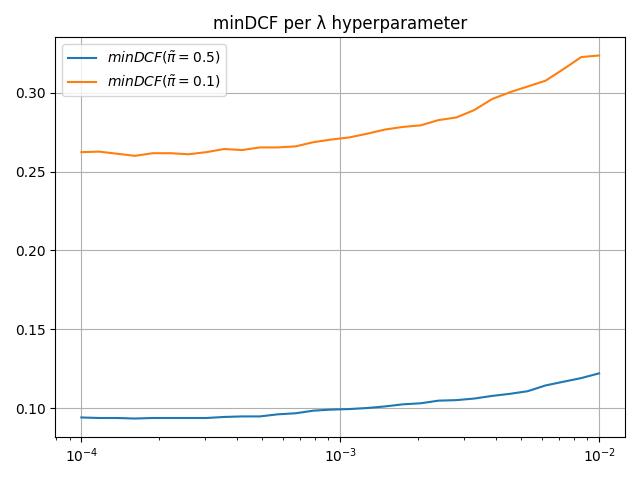 minDCF per λ hyperparameter
minDCF(π̃ = 0.5)
minDCF(π̃ = 0.1)
0.30
0.25
0.20
0.15
0.10
10⁻⁴ 10⁻³ 10⁻²